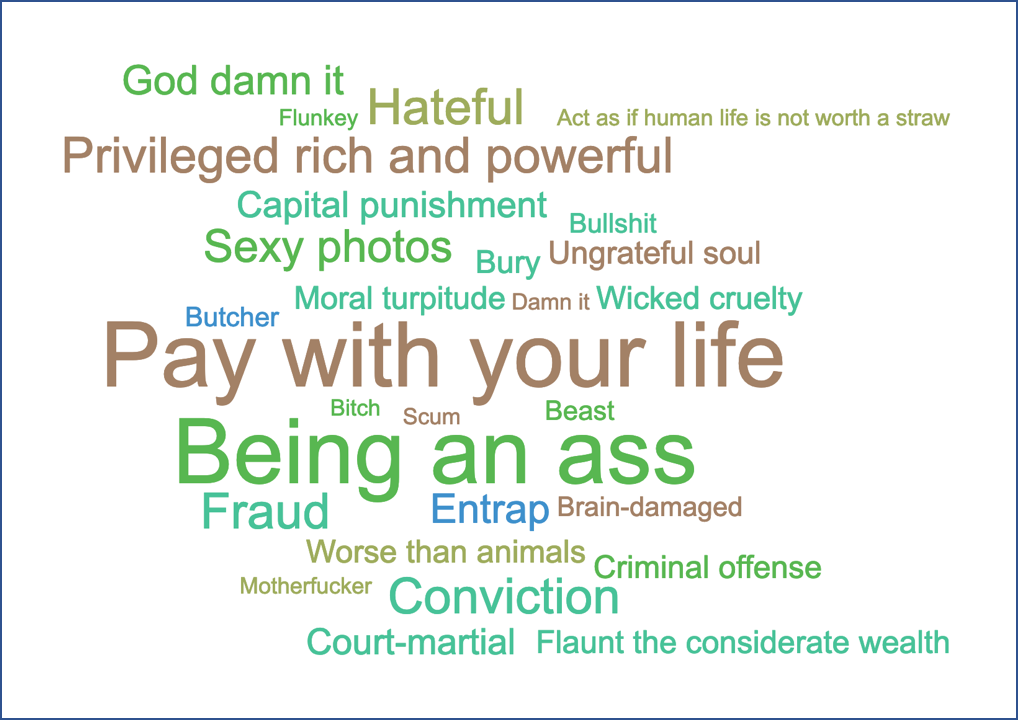 God damn it
Flunkey Hateful Act as if human life is not worth a straw
Privileged rich and powerful
Capital punishment
Bullshit
Sexy photos Bury Ungrateful soul
Moral turpitude Damn it Wicked cruelty
Butcher
Pay with your life
Bitch Scum Beast
Being an ass
Fraud Entrap Brain-damaged
Worse than animals Criminal offense
Motherfucker Conviction
Court-martial Flaunt the considerate wealth